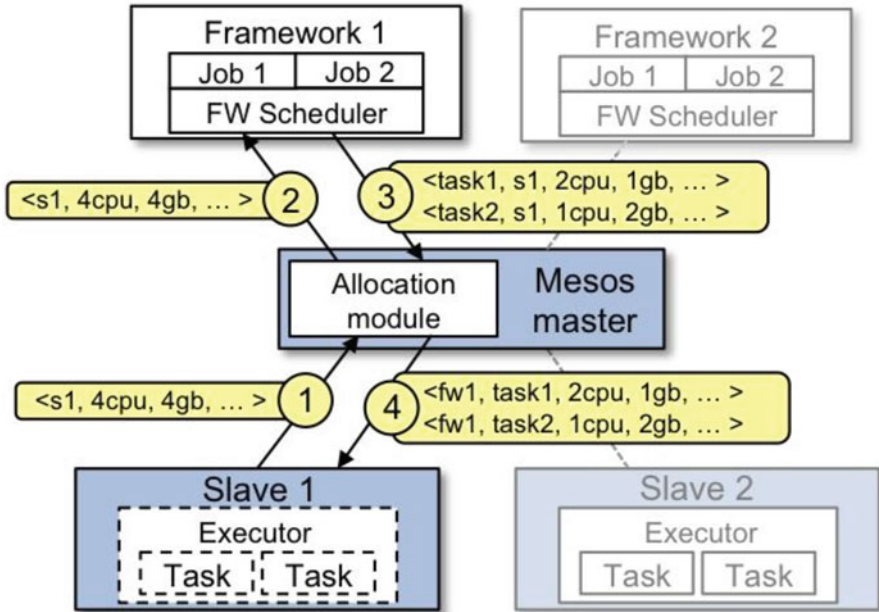 Framework 1
Job 1 Job 2
FW Scheduler
Framework 2
Job 1 Job 2
FW Scheduler
<s1, 4cpu, 4gb, … >
2
3
<task1, s1, 2cpu, 1gb, … >
<task2, s1, 1cpu, 2gb, … >
Allocation
module
Mesos
master
<s1, 4cpu, 4gb, … >
1
4
<fw1, task1, 2cpu, 1gb, … >
<fw1, task2, 1cpu, 2gb, … >
Slave 1
Executor
Task Task
Slave 2
Executor
Task Task